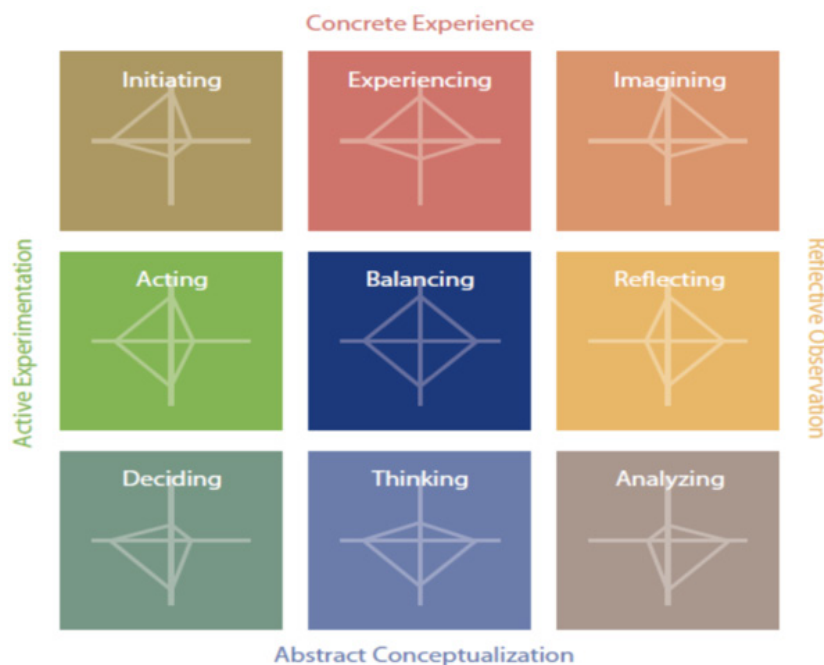 Concrete Experience
Initiating
Experiencing
Imagining
Active Experimentation
Acting
Balancing
Reflecting
Reflective Observation
Deciding
Thinking
Analyzing
Abstract Conceptualization